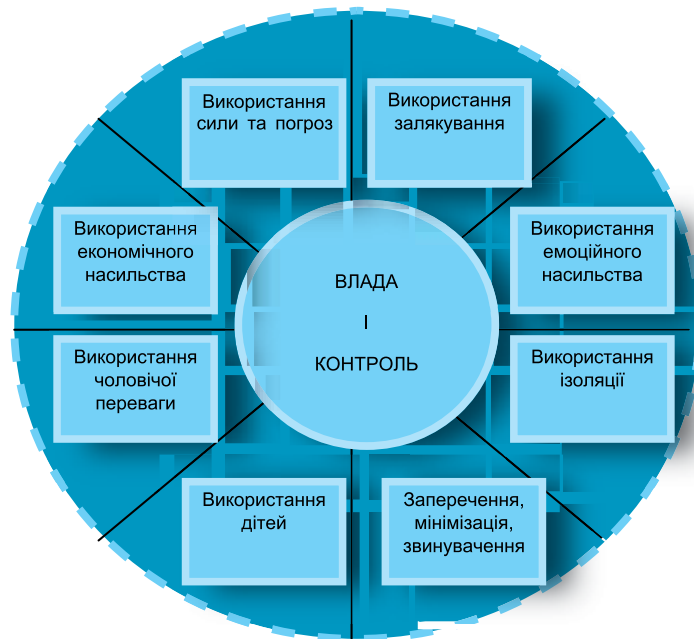 Використання
сили та погроз
Використання
залякування
Використання
економічного
насильства
Використання
емоційного
насильства
ВЛАДА
І
КОНТРОЛЬ
Використання
чоловічої
переваги
Використання
ізоляції
Використання
дітей
Заперечення,
мінімізація,
звинувачення